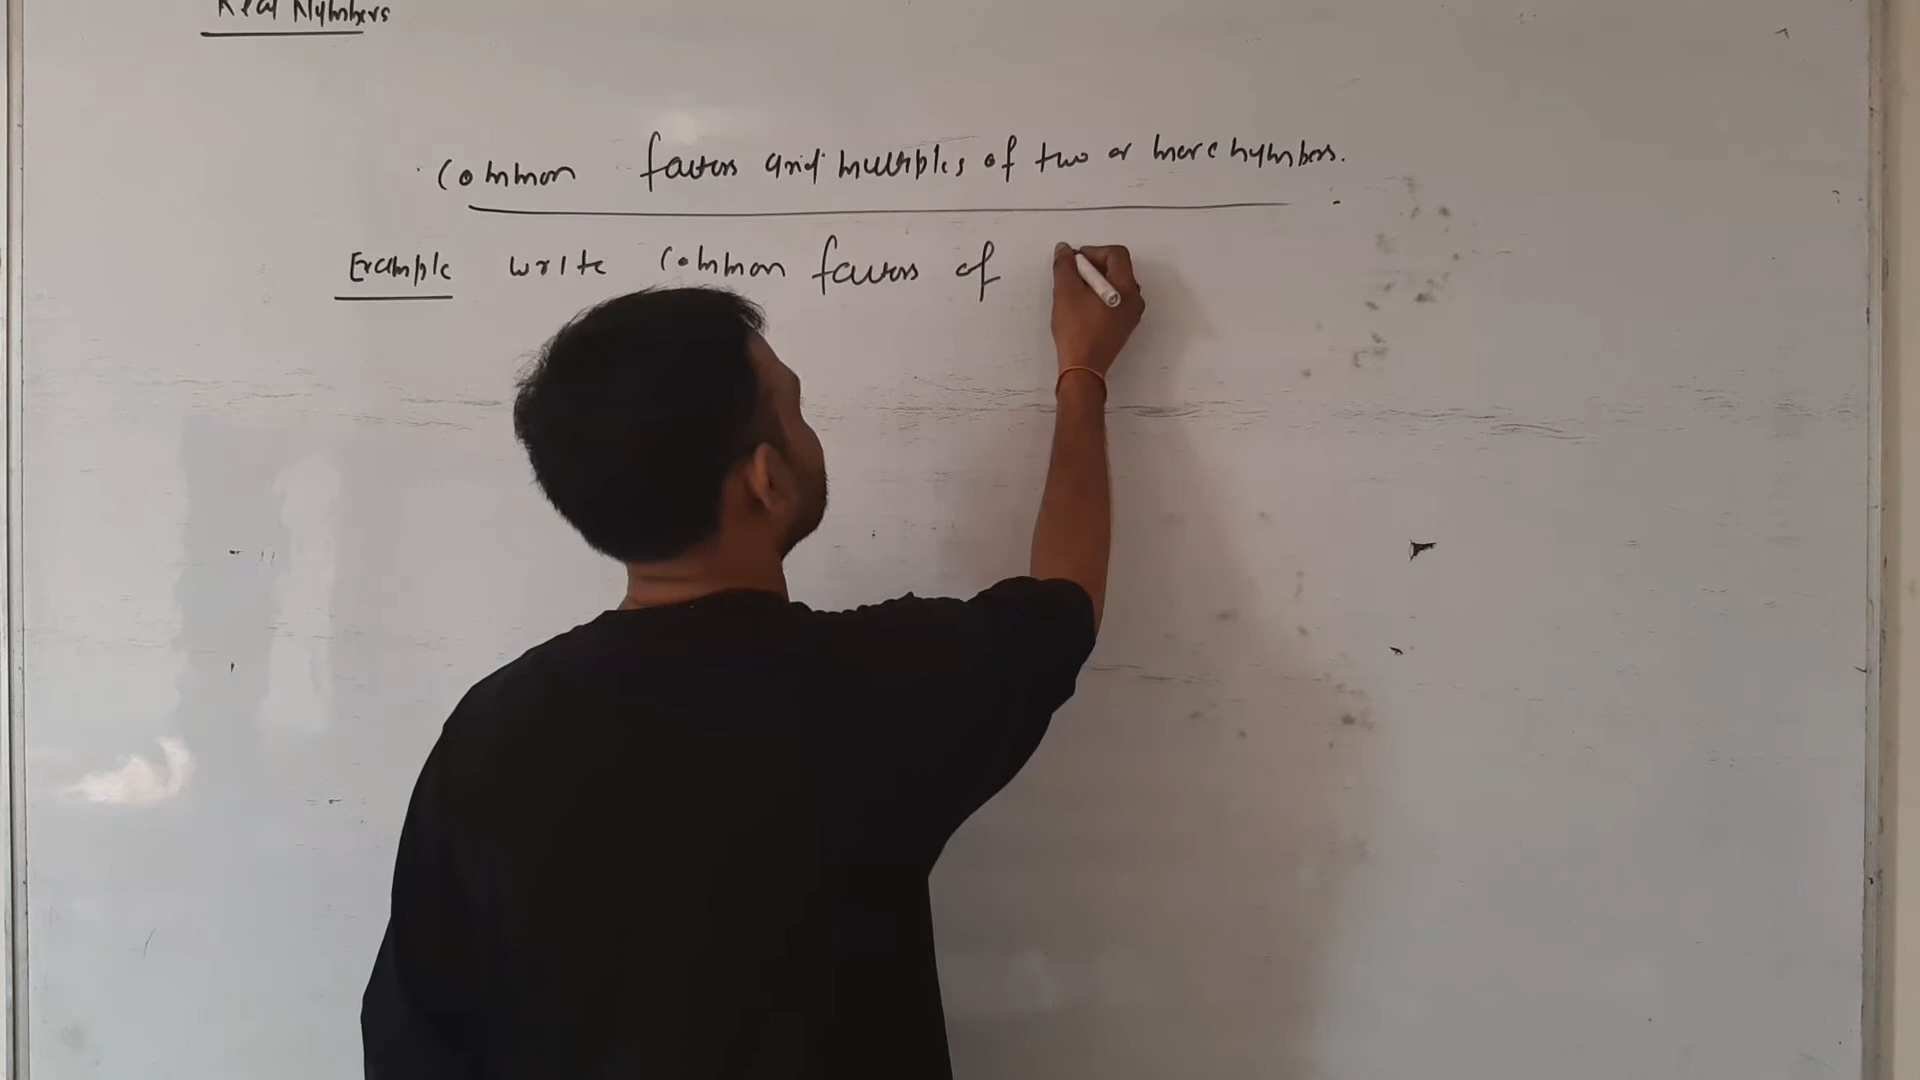 Real Numbers
Common factors and multiples of two or more numbers.
Example write common factors of